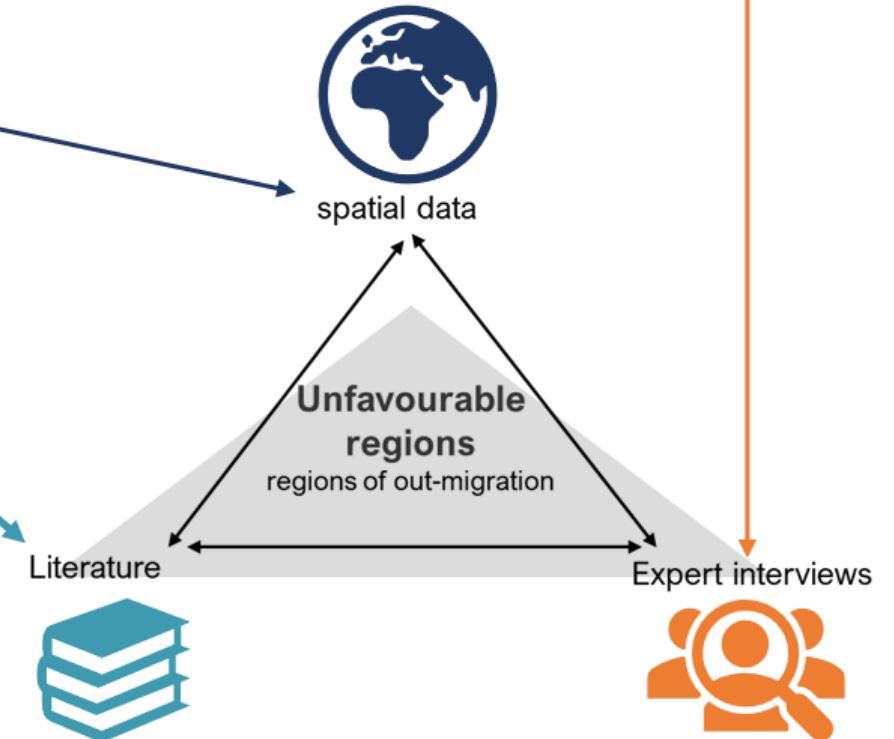 spatial data
Unfavourable
regions
regions of out-migration
Literature
Expert interviews